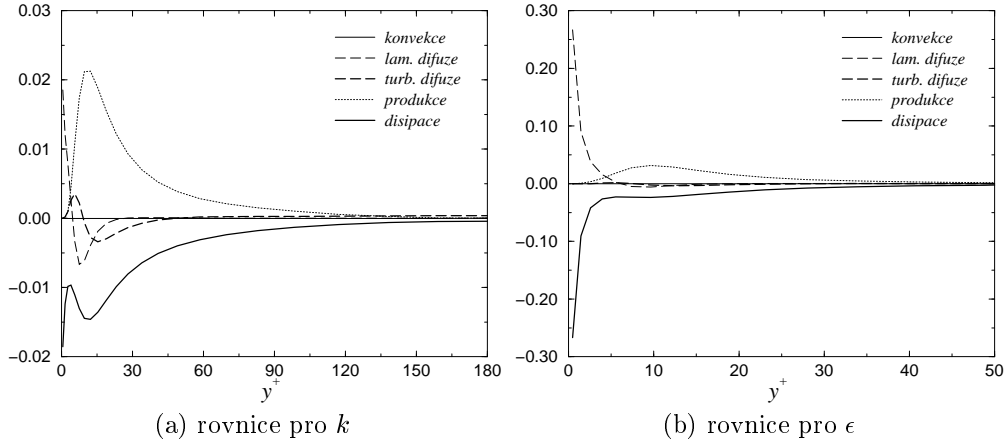 0.03
0.02
0.01
0.00
−0.01
−0.02
0 30 60 90 120 150 180
y+
konvekce
lam. difuze
turb. difuze
produkce
disipace
(a) rovnice pro k
0.30
0.20
0.10
0.00
−0.10
−0.20
−0.30
0 10 20 30 40 50
y+
konvekce
lam. difuze
turb. difuze
produkce
disipace
(b) rovnice pro ϵ